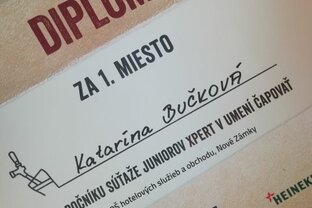 DIPLOM
ZA 1. MIESTO
Katarína Bučková
ROČNÍKU SÚŤAŽE JUNIOROV XPERT V UMENÍ ČAPOVAŤ
hotelových služieb a obchodu, Nové Zámky
HEINEK